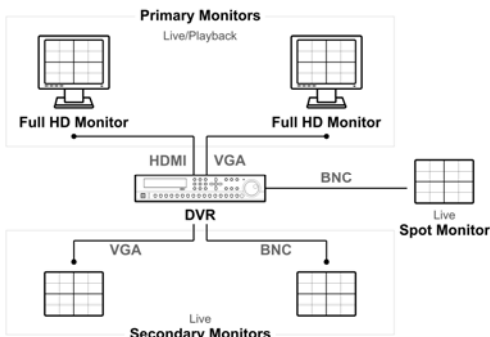 Primary Monitors
Live/Playback
Full HD Monitor
Full HD Monitor
HDMI
VGA
BNC
DVR
Live
Spot Monitor
VGA
BNC
Live
Secondary Monitors